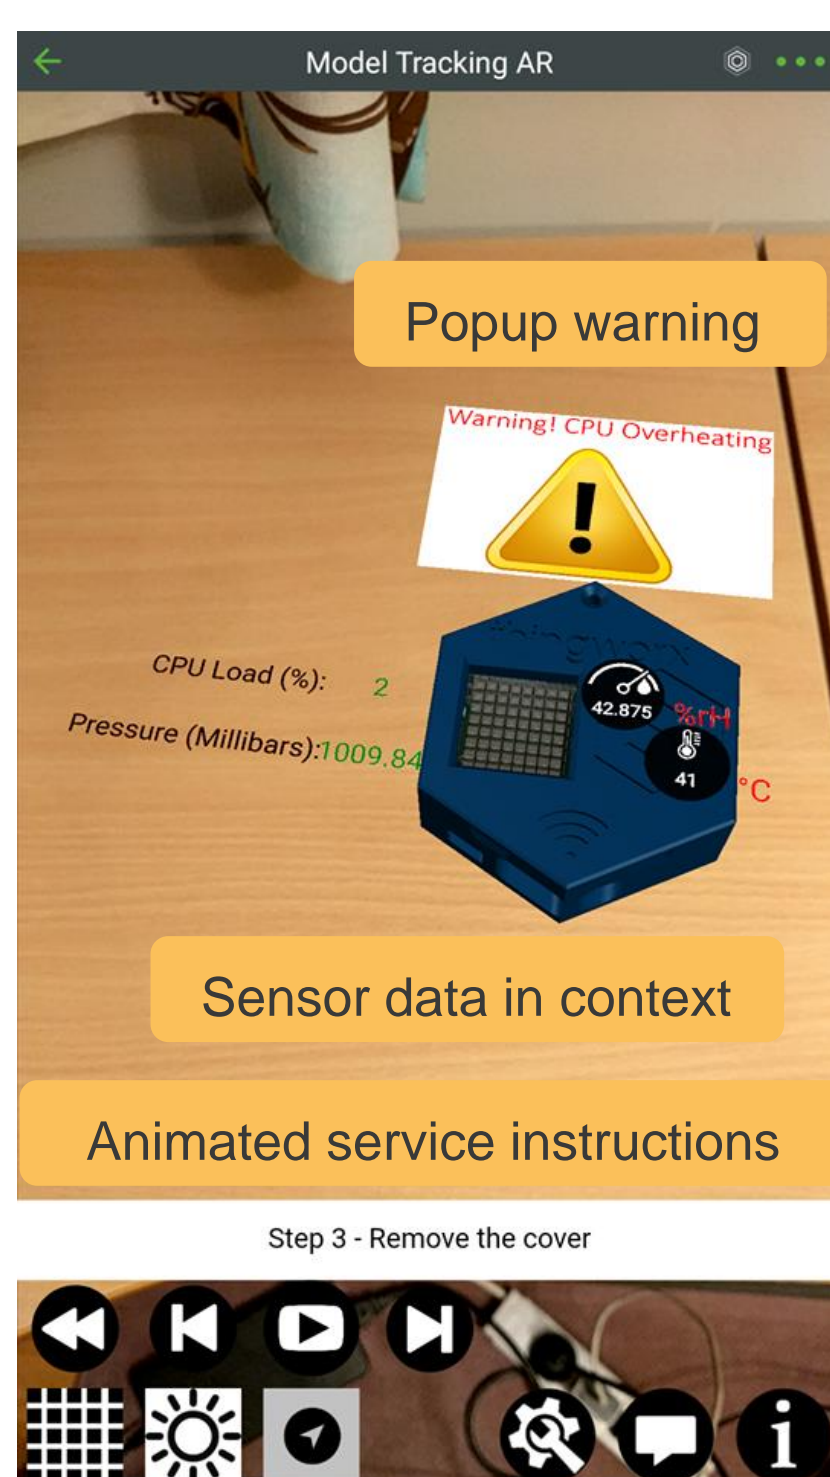 Model Tracking AR
Popup warning
Warning! CPU Overheating
!
CPU Load (%): 2
42.875 %rH
Pressure (Millibars):1009.84
41 °C
thingworx
Sensor data in context
Animated service instructions
Step 3 - Remove the cover
i